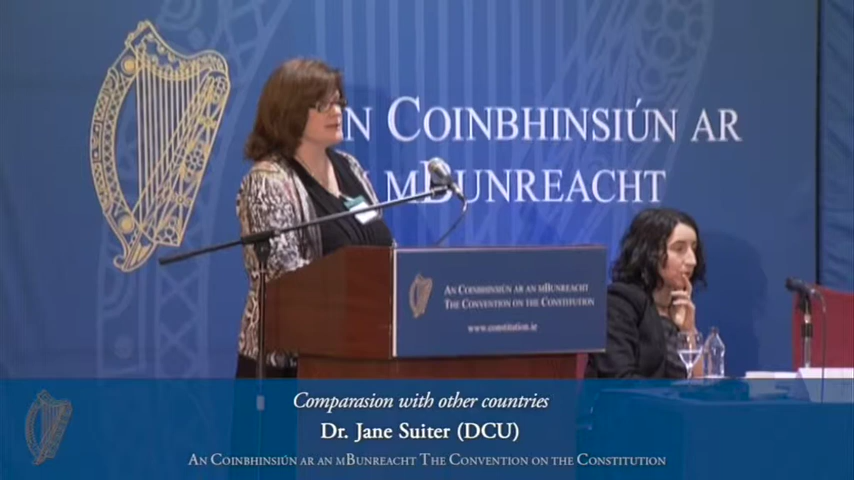 N COINBHINSIÚN AR
MBUNREACHT
AN COINBHINSIÚN AR AN MBUNREACHT
THE CONVENTION ON THE CONSTITUTION
www.constitution.ie
Comparasion with other countries
Dr. Jane Suiter (DCU)
AN COINBHINSIÚN AR AN MBUNREACHT THE CONVENTION ON THE CONSTITUTION